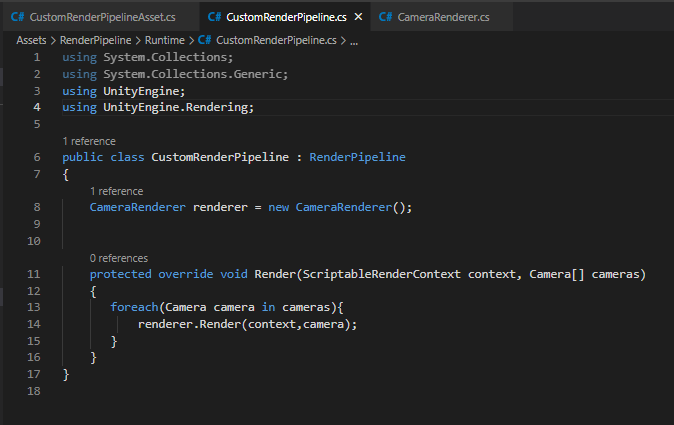 C# CustomRenderPipelineAsset.cs C# CustomRenderPipeline.cs × C# CameraRenderer.cs
Assets > RenderPipeline > Runtime > C# CustomRenderPipeline.cs > ...
1 using System.Collections;
2 using System.Collections.Generic;
3 using UnityEngine;
4 using UnityEngine.Rendering;
5
1 reference
6 public class CustomRenderPipeline : RenderPipeline
7 {
1 reference
8 CameraRenderer renderer = new CameraRenderer();
9
10
0 references
11 protected override void Render(ScriptableRenderContext context, Camera[] cameras)
12 {
13 foreach(Camera camera in cameras){
14 renderer.Render(context,camera);
15 }
16 }
17 }
18